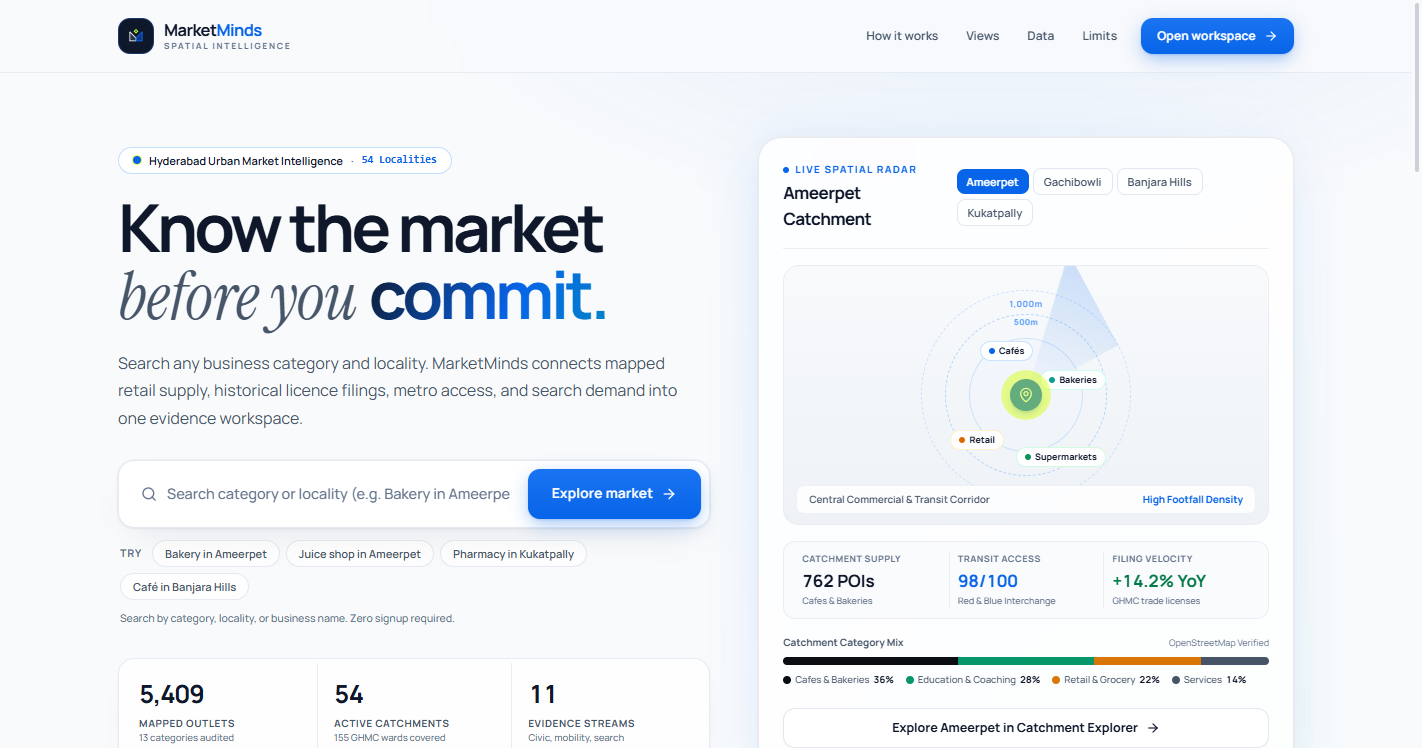 MarketMinds
SPATIAL INTELLIGENCE
How it works
Views
Data
Limits
Open workspace →
Hyderabad Urban Market Intelligence · 54 Localities
Know the market
before you commit.
Search any business category and locality. MarketMinds connects mapped
retail supply, historical licence filings, metro access, and search demand into
one evidence workspace.
Search category or locality (e.g. Bakery in Ameerpe
Explore market →
TRY
Bakery in Ameerpet
Juice shop in Ameerpet
Pharmacy in Kukatpally
Café in Banjara Hills
Search by category, locality, or business name. Zero signup required.
5,409
MAPPED OUTLETS
13 categories audited
54
ACTIVE CATCHMENTS
155 GHMC wards covered
11
EVIDENCE STREAMS
Civic, mobility, search
LIVE SPATIAL RADAR
Ameerpet
Catchment
Ameerpet
Gachibowli
Banjara Hills
Kukatpally
1,000m
500m
Cafés
Bakeries
Retail
Supermarkets
Central Commercial & Transit Corridor
High Footfall Density
CATCHMENT SUPPLY
762 POIs
Cafes & Bakeries
TRANSIT ACCESS
98/100
Red & Blue Interchange
FILING VELOCITY
+14.2% YoY
GHMC trade licenses
Catchment Category Mix
OpenStreetMap Verified
Cafes & Bakeries 36%
Education & Coaching 28%
Retail & Grocery 22%
Services 14%
Explore Ameerpet in Catchment Explorer →